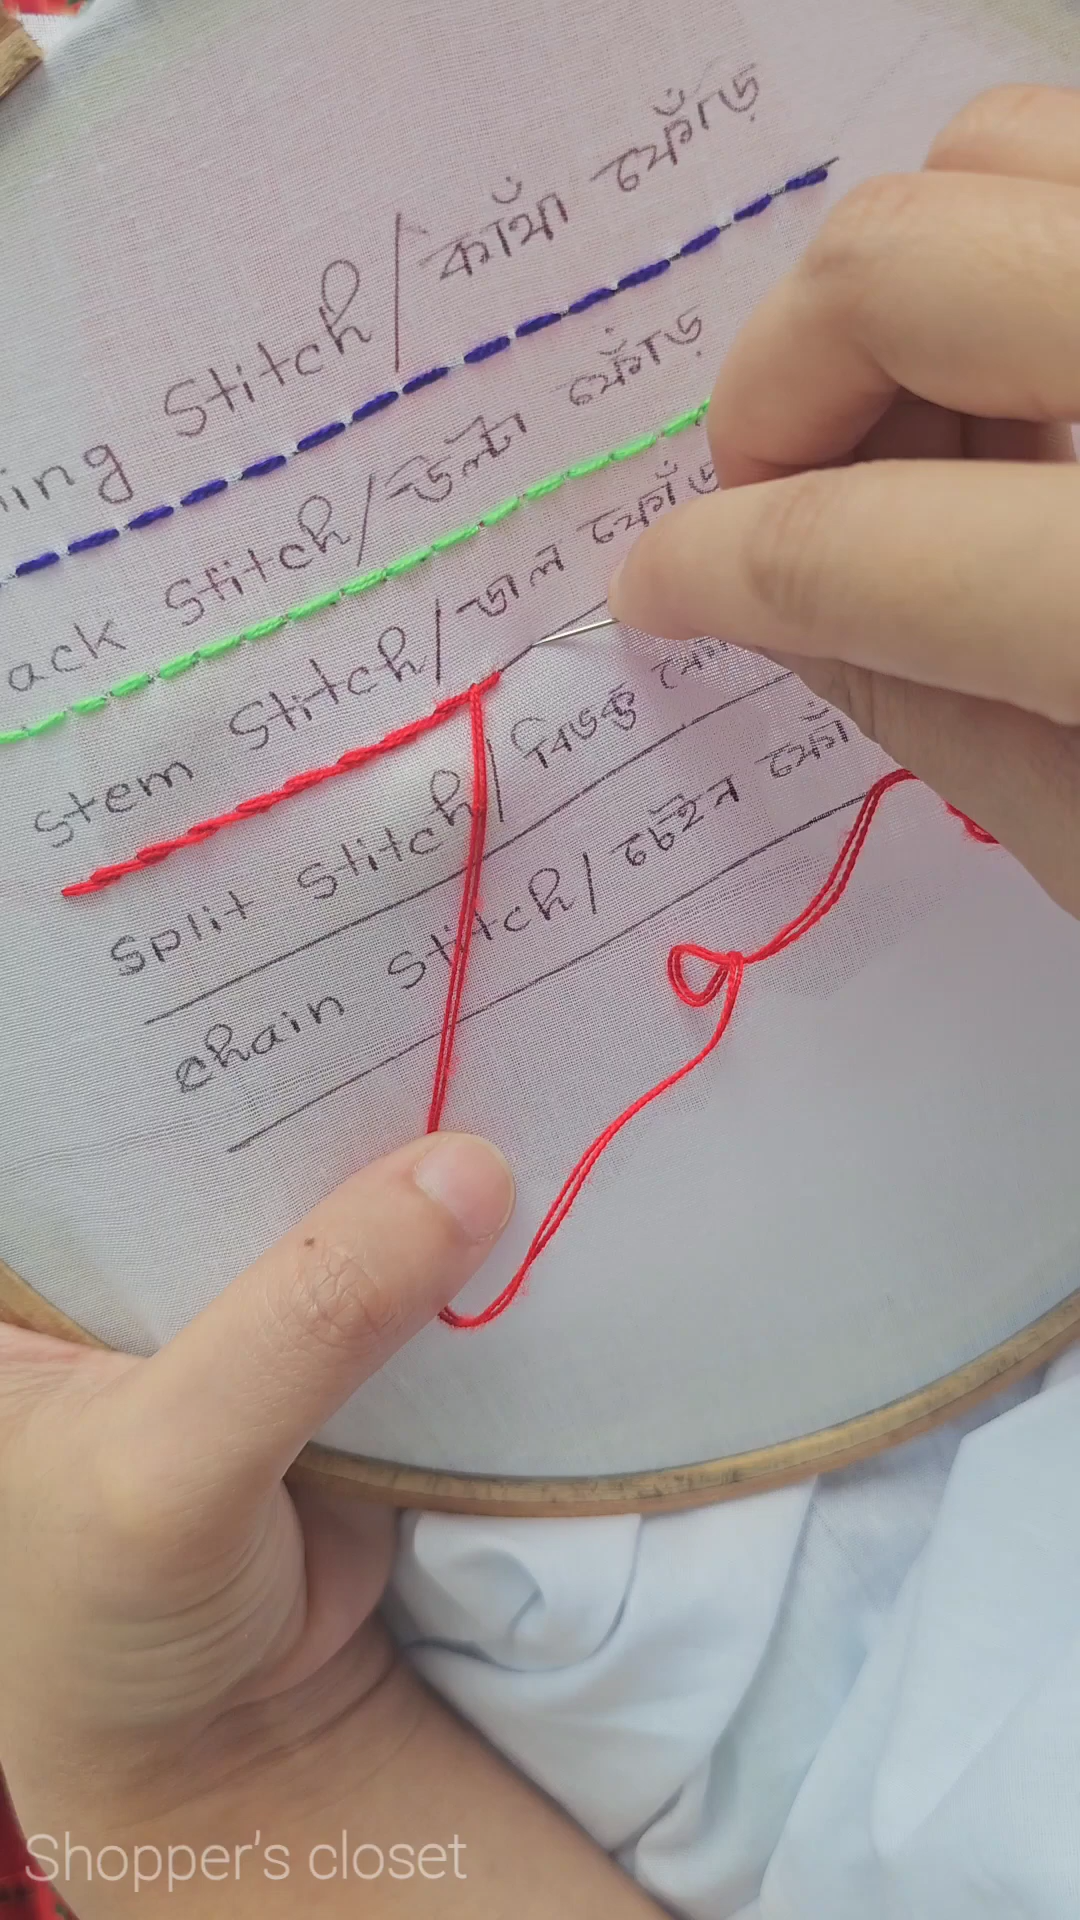 ing Stitch/কাঁথা ফোঁড়
ack Stitch/উল্টা ফোঁড়
Stem Stitch/ডাল ফোঁড়
Split Stitch/
Chain Stitch/চেইন ফোঁ
Shopper's closet